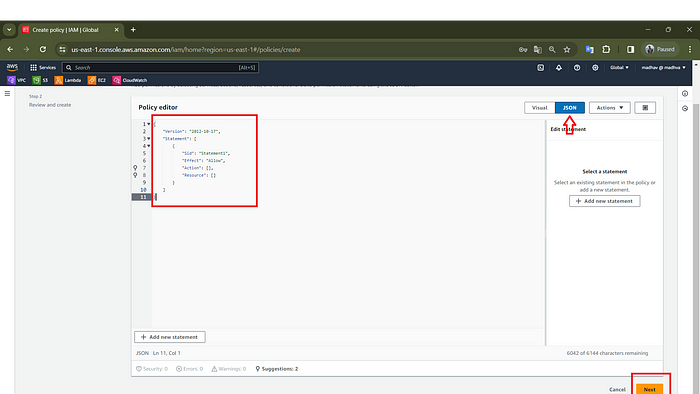 Create policy | IAM | Global
us-east-1.console.aws.amazon.com/iam/home?region=us-east-1#/policies/create
Paused
aws
Services
Search
[Alt+S]
Global
madhav @ madhwa
VPC
S3
Lambda
EC2
CloudWatch
Step 2
Review and create
Policy editor
Visual
JSON
Actions
1 {
2 "Version": "2012-10-17",
3 "Statement": [
4 {
5 "Sid": "Statement1",
6 "Effect": "Allow",
7 "Action": [],
8 "Resource": []
9 }
10 ]
11 }
Edit statement
Select a statement
Select an existing statement in the policy or
add a new statement.
+ Add new statement
+ Add new statement
JSON Ln 11, Col 1
6042 of 6144 characters remaining
Security: 0
Errors: 0
Warnings: 0
Suggestions: 2
Cancel
Next